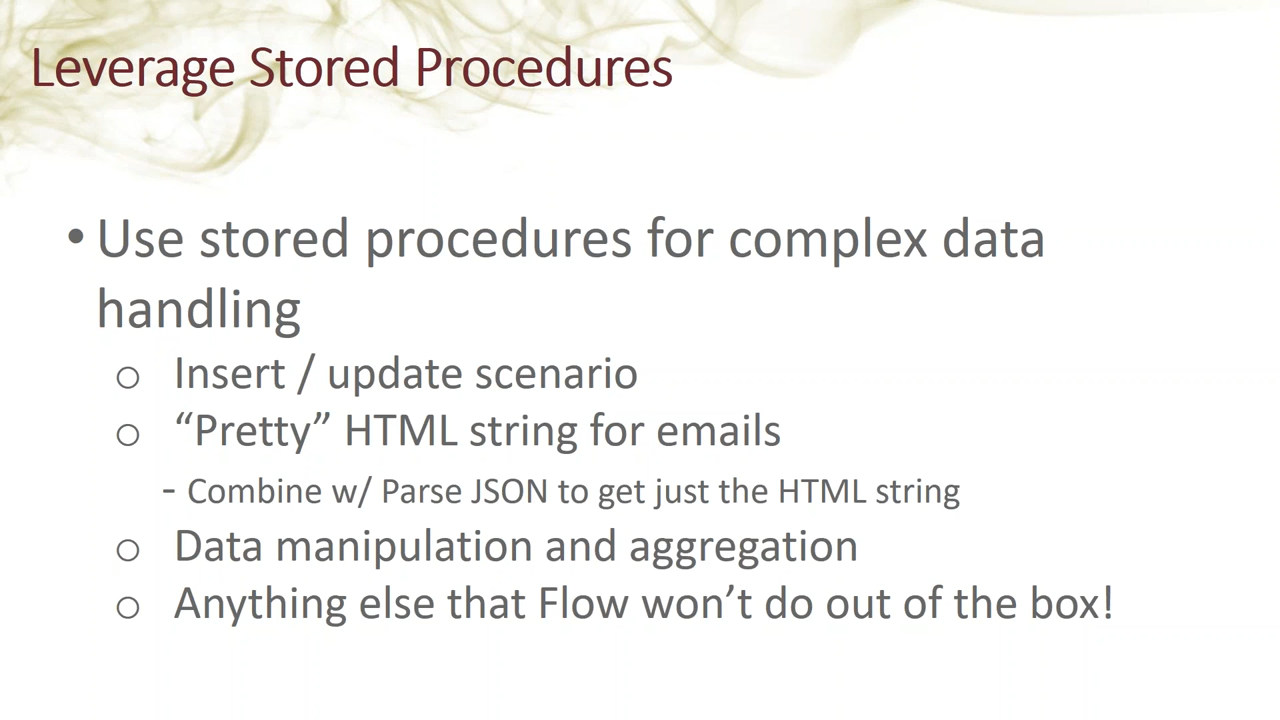 Leverage Stored Procedures
• Use stored procedures for complex data
handling
o Insert / update scenario
o “Pretty” HTML string for emails
- Combine w/ Parse JSON to get just the HTML string
o Data manipulation and aggregation
o Anything else that Flow won’t do out of the box!